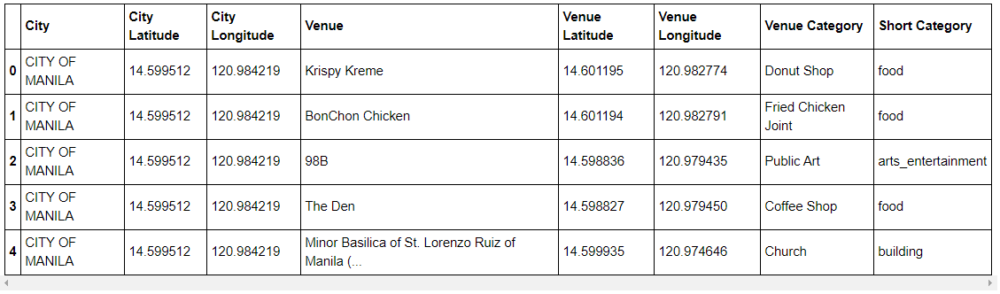 City City Latitude City Longitude Venue Venue Latitude Venue Longitude Venue Category Short Category
0 CITY OF MANILA 14.599512 120.984219 Krispy Kreme 14.601195 120.982774 Donut Shop food
1 CITY OF MANILA 14.599512 120.984219 BonChon Chicken 14.601194 120.982791 Fried Chicken Joint food
2 CITY OF MANILA 14.599512 120.984219 98B 14.598836 120.979435 Public Art arts_entertainment
3 CITY OF MANILA 14.599512 120.984219 The Den 14.598827 120.979450 Coffee Shop food
4 CITY OF MANILA 14.599512 120.984219 Minor Basilica of St. Lorenzo Ruiz of Manila (... 14.599935 120.974646 Church building